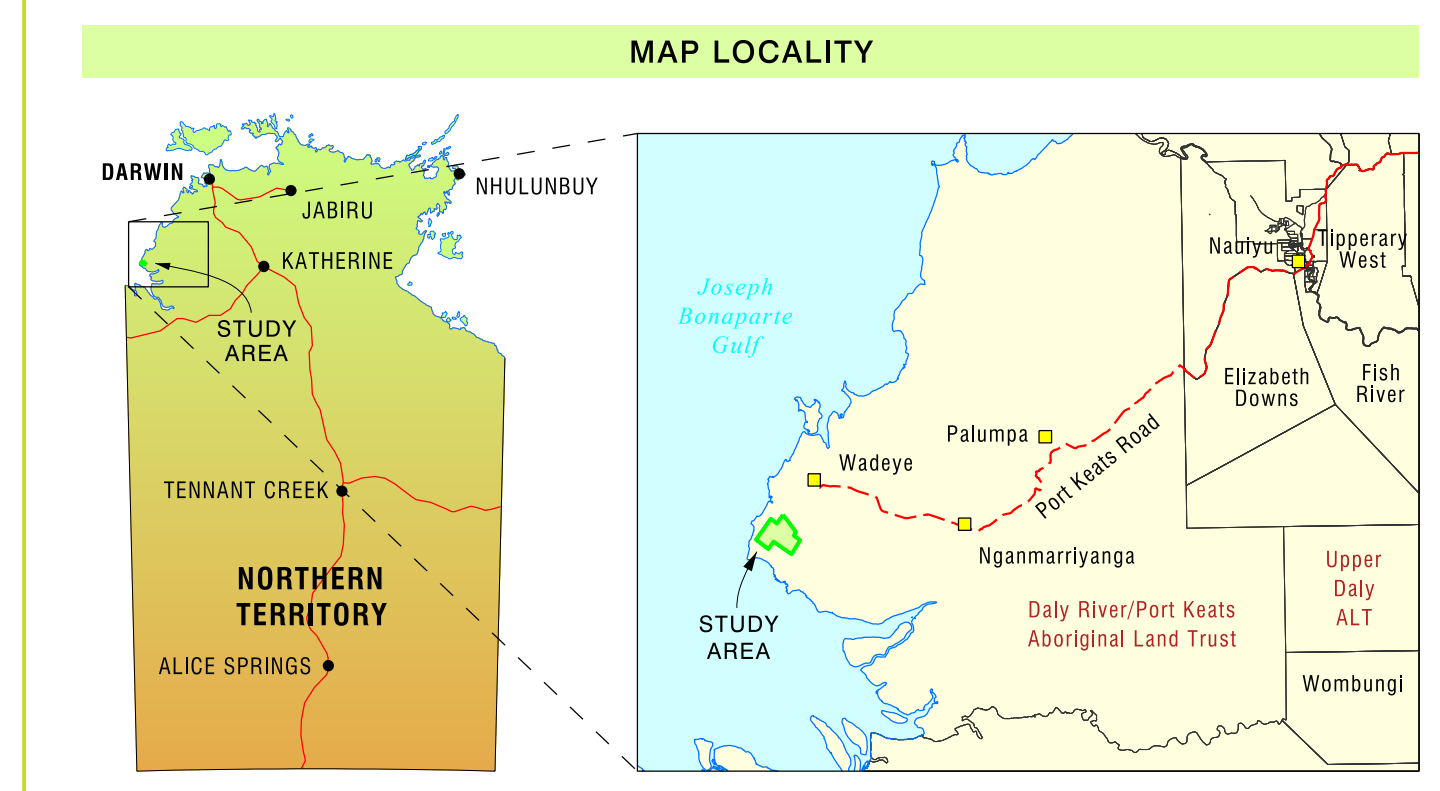 MAP LOCALITY
DARWIN
NHULUNBUY
JABIRU
KATHERINE
STUDY
AREA
TENNANT CREEK
NORTHERN
TERRITORY
ALICE SPRINGS
Joseph
Bonaparte
Gulf
Nauiyu
Tipperary
West
Elizabeth
Downs
Fish
River
Palumpa
Port Keats Road
Wadeye
Nganmarriyanga
STUDY
AREA
Daly River/Port Keats
Aboriginal Land Trust
Upper
Daly
ALT
Wombungi